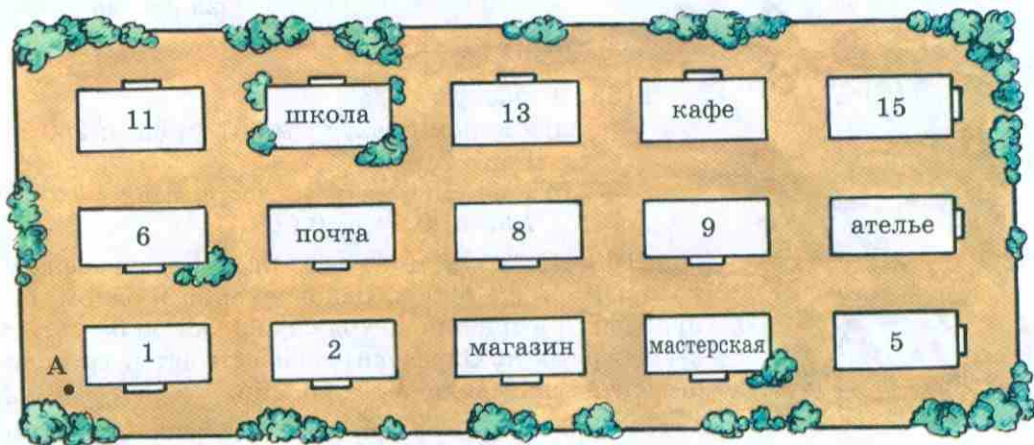 11 школа 13 кафе 15
6 почта 8 9 ателье
А
1 2 магазин мастерская 5